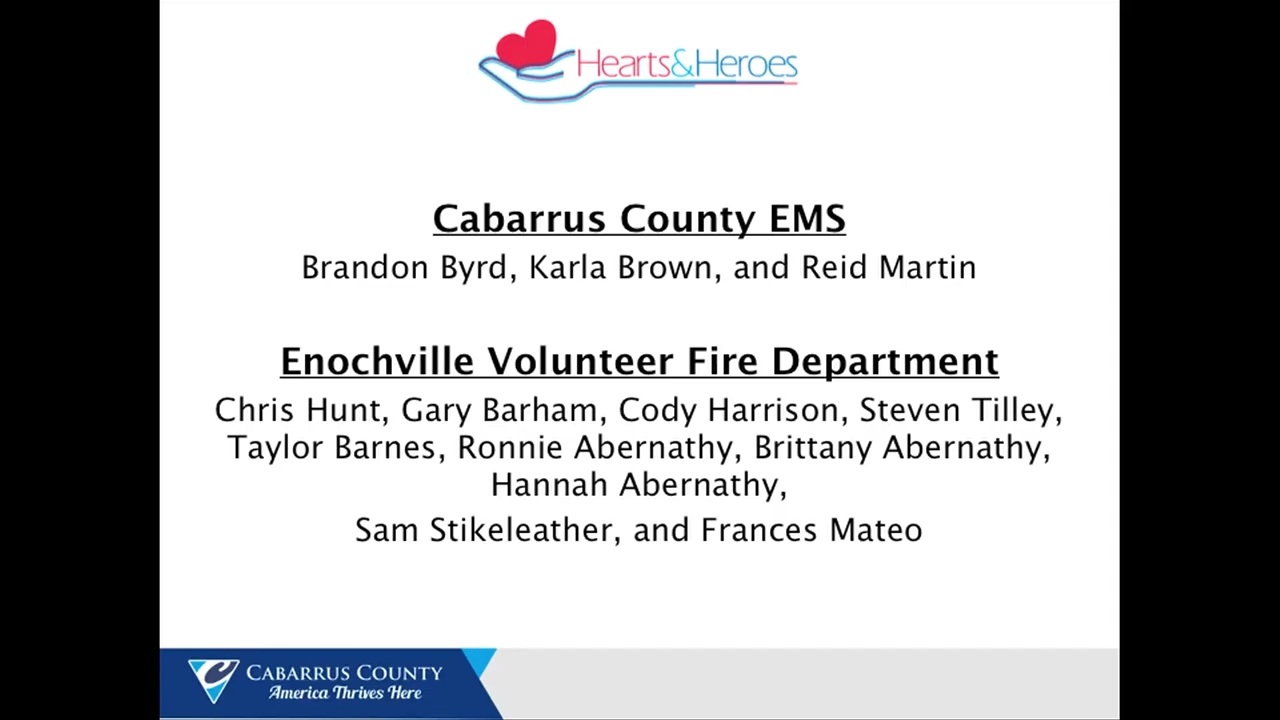 Hearts&Heroes
Cabarrus County EMS
Brandon Byrd, Karla Brown, and Reid Martin
Enochville Volunteer Fire Department
Chris Hunt, Gary Barham, Cody Harrison, Steven Tilley,
Taylor Barnes, Ronnie Abernathy, Brittany Abernathy,
Hannah Abernathy,
Sam Stikeleather, and Frances Mateo
CABARRUS COUNTY
America Thrives Here